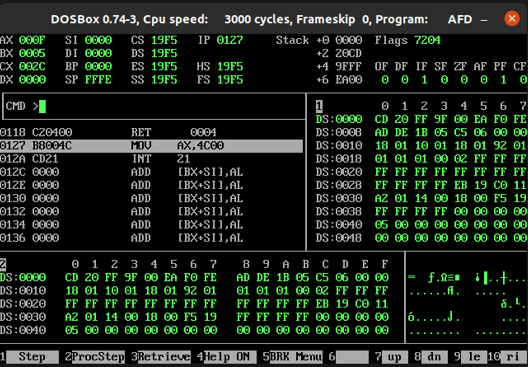 DOSBox 0.74-3, Cpu speed: 3000 cycles, Frameskip 0, Program: AFD
AX 000F SI 0000 CS 19F5 IP 0127 Stack +0 0000 Flags 7204
BX 0005 DI 0000 DS 19F5 +2 20CD
CX 002C BP 0000 ES 19F5 HS 19F5 +4 9FFF OF DF IF SF ZF AF PF CF
DX 0000 SP FFFE SS 19F5 FS 19F5 +6 EA00 0 0 1 0 0 0 1 0
CMD >
1 0 1 2 3 4 5 6 7
DS:0000 CD 20 FF 9F 00 EA F0 FE
0118 C20400 RET 0004 DS:0008 AD DE 1B 05 C5 06 00 00
0127 B8004C MOV AX,4C00 DS:0010 18 01 10 01 18 01 92 01
012A CD21 INT 21 DS:0018 01 01 01 00 02 FF FF FF
012C 0000 ADD [BX+SI],AL DS:0020 FF FF FF FF FF FF FF FF
012E 0000 ADD [BX+SI],AL DS:0028 FF FF FF FF EB 19 C0 11
0130 0000 ADD [BX+SI],AL DS:0030 A2 01 14 00 18 00 F5 19
0132 0000 ADD [BX+SI],AL DS:0038 FF FF FF FF 00 00 00 00
0134 0000 ADD [BX+SI],AL DS:0040 05 00 00 00 00 00 00 00
0136 0000 ADD [BX+SI],AL DS:0048 00 00 00 00 00 00 00 00
2 0 1 2 3 4 5 6 7 8 9 A B C D E F
DS:0000 CD 20 FF 9F 00 EA F0 FE AD DE 1B 05 C5 06 00 00
DS:0010 18 01 10 01 18 01 92 01 01 01 01 00 02 FF FF FF
DS:0020 FF FF FF FF FF FF FF FF FF FF FF FF EB 19 C0 11
DS:0030 A2 01 14 00 18 00 F5 19 FF FF FF FF 00 00 00 00
DS:0040 05 00 00 00 00 00 00 00 00 00 00 00 00 00 00 00
1 Step 2ProcStep 3Retrieve 4Help ON 5BRK Menu 6 7 up 8 dn 9 le 10 ri